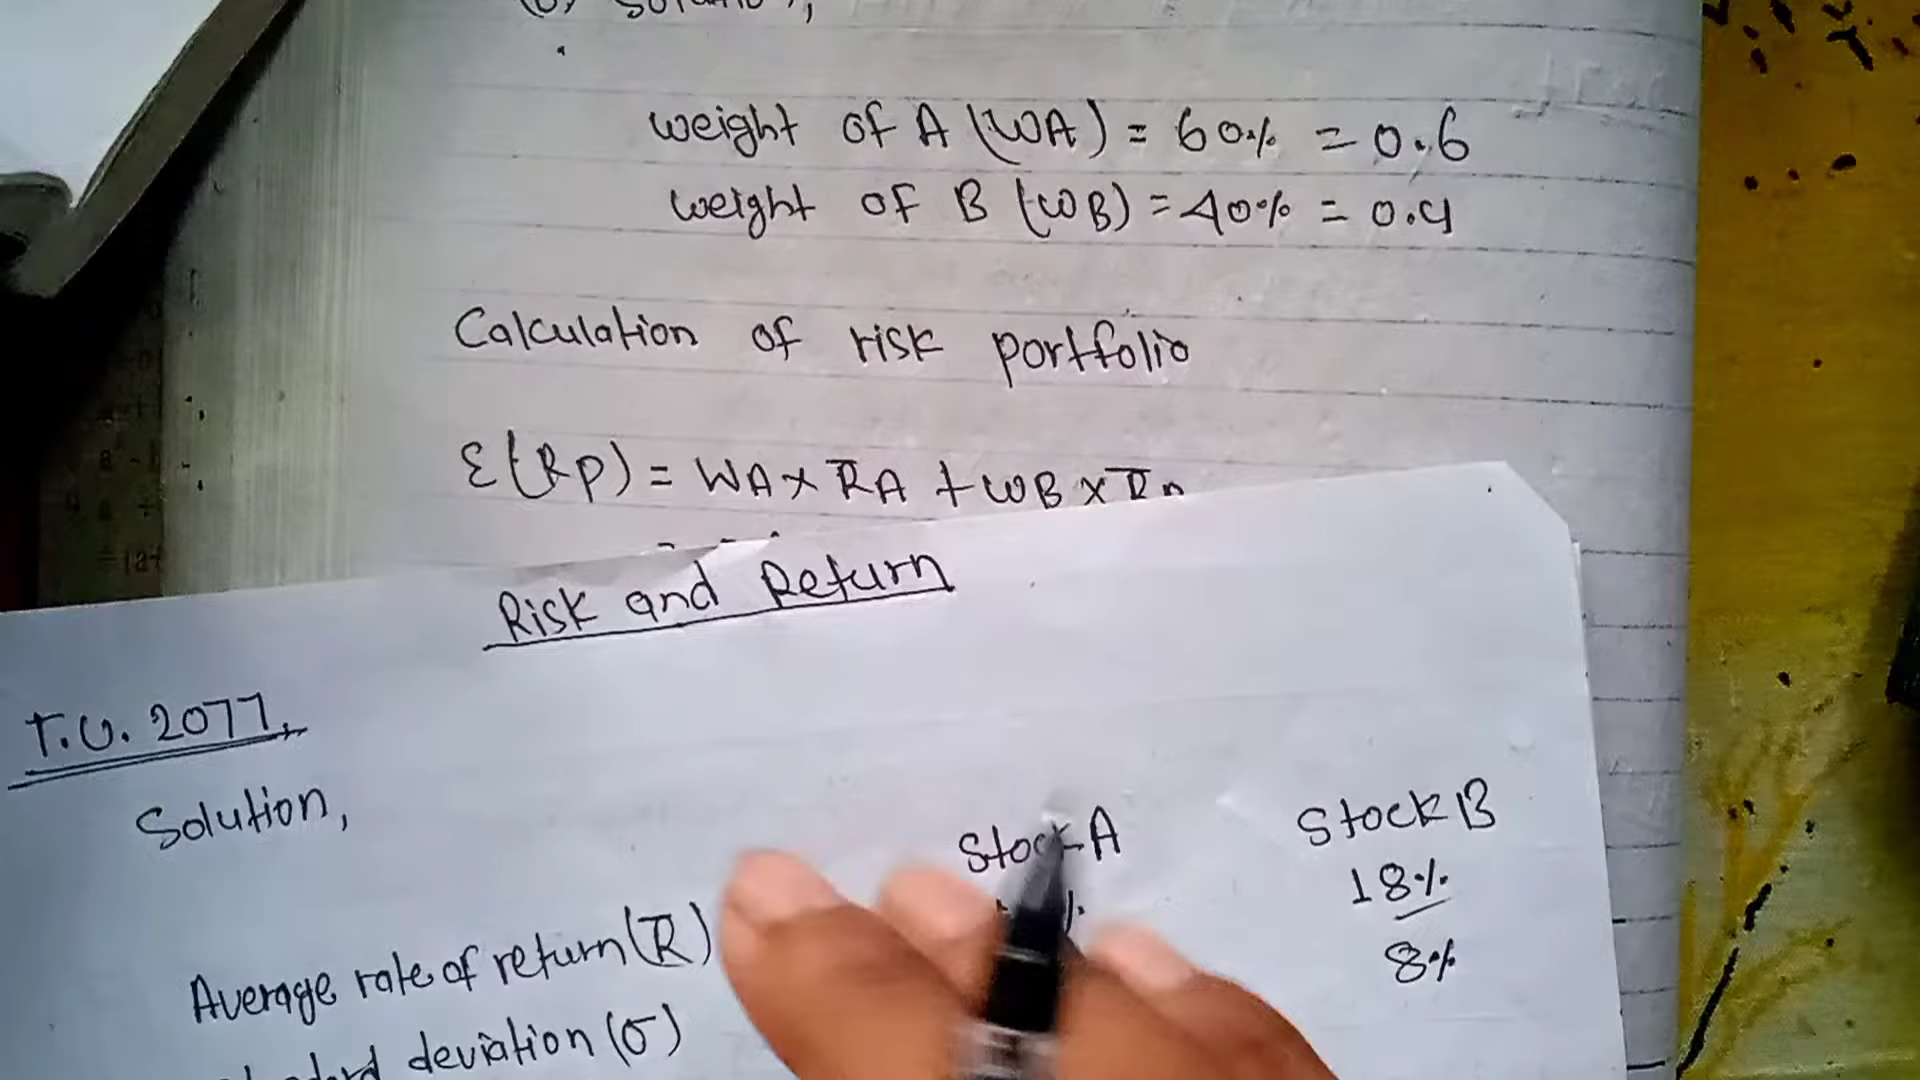 (b) Solution,
weight of A (WA) = 60% = 0.6
weight of B (WB) = 40% = 0.4
Calculation of risk portfolio
E(RP) = WA × R̅A + WB × R̅
Risk and Return
T.U. 2077,
Solution,
Stock A Stock B
18%
Average rate of return (R̅)
8%
deviation (σ)